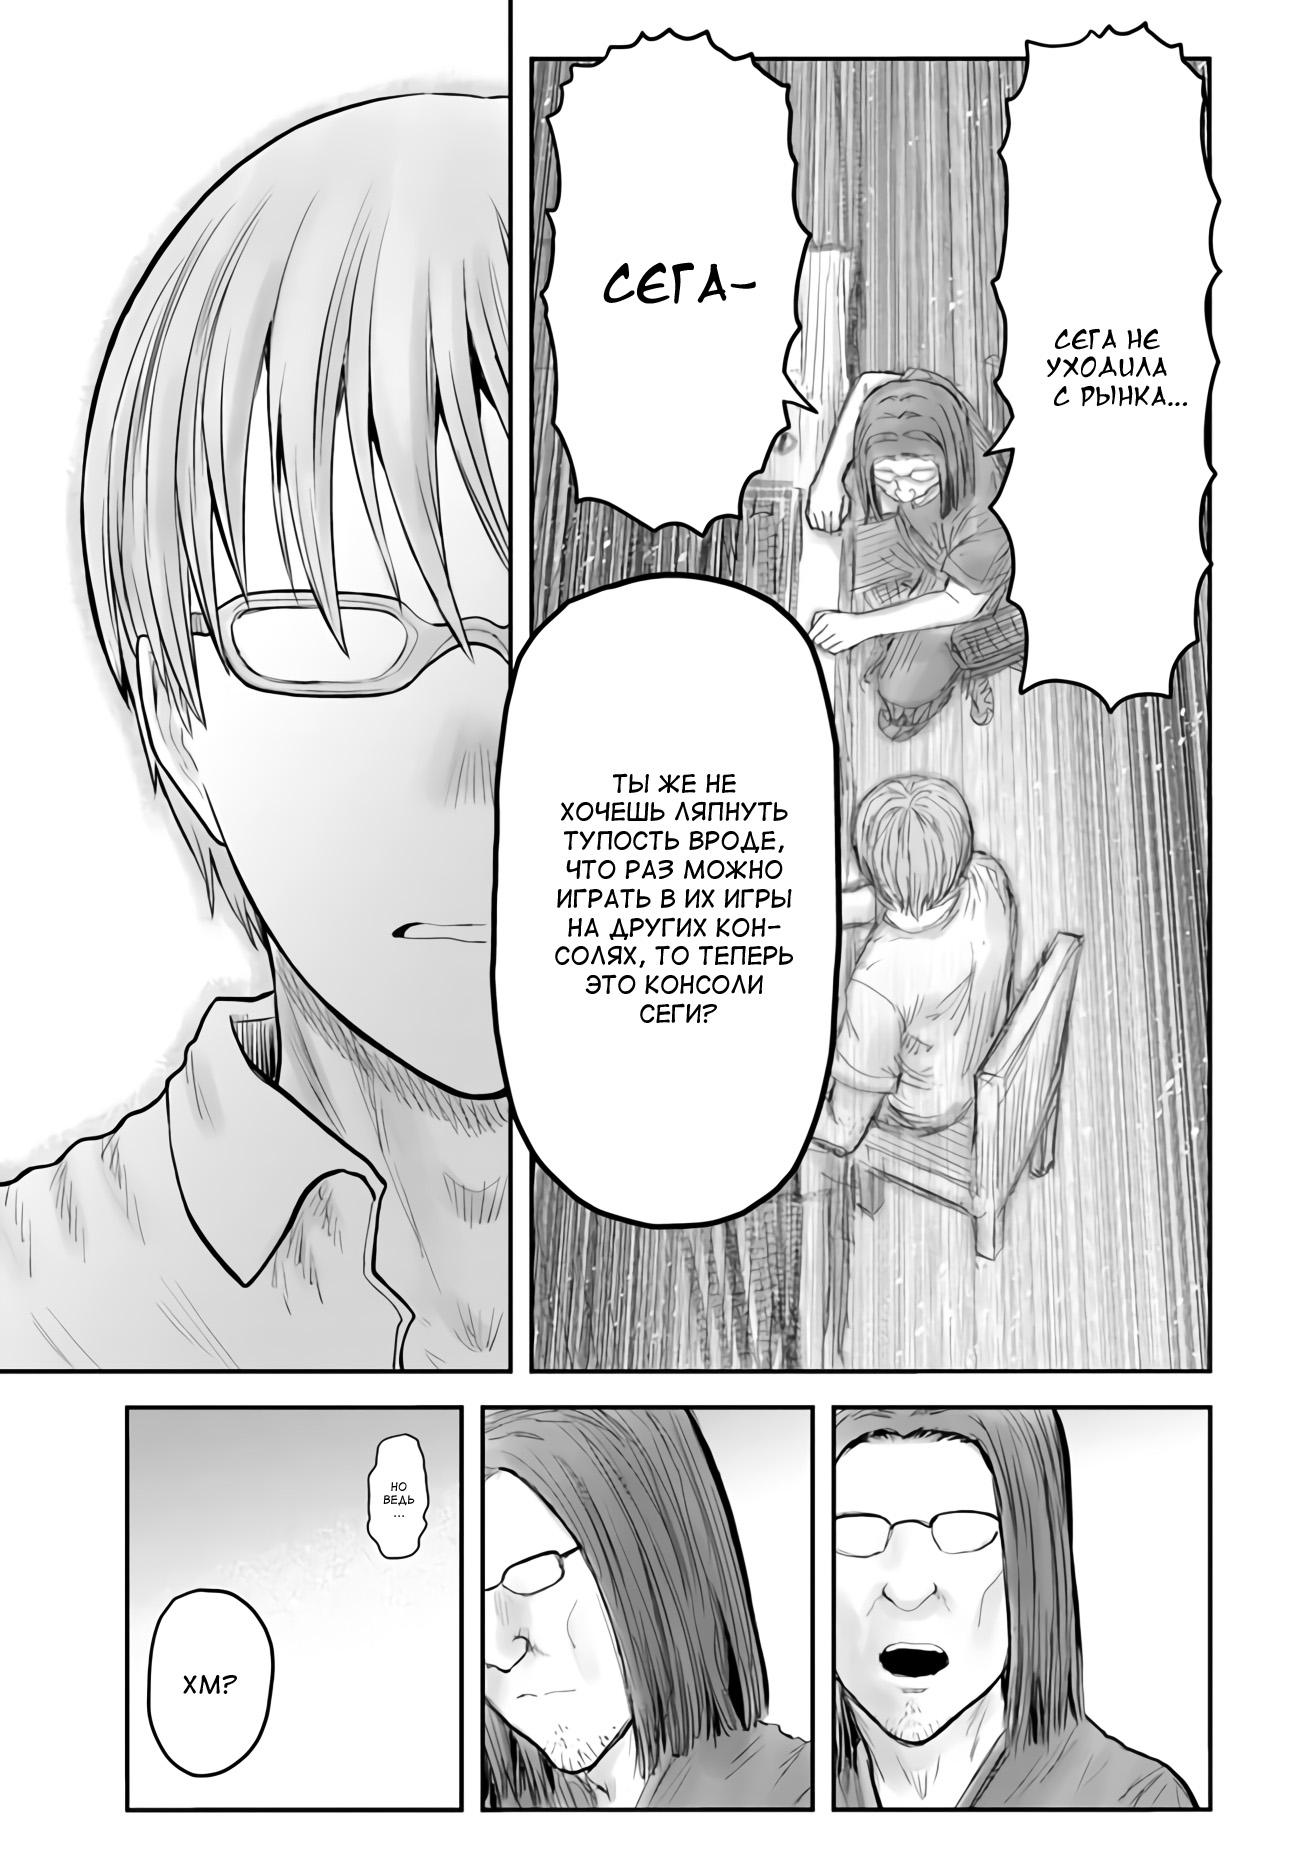 СЕГА НЕ
УХОДИЛА
С РЫНКА...
СЕГА-
ТЫ ЖЕ НЕ
ХОЧЕШЬ ЛЯПНУТЬ
ТУПОСТЬ ВРОДЕ,
ЧТО РАЗ МОЖНО
ИГРАТЬ В ИХ ИГРЫ
НА ДРУГИХ КОН-
СОЛЯХ, ТО ТЕПЕРЬ
ЭТО КОНСОЛИ
СЕГИ?
НО
ВЕДЬ
...
ХМ?